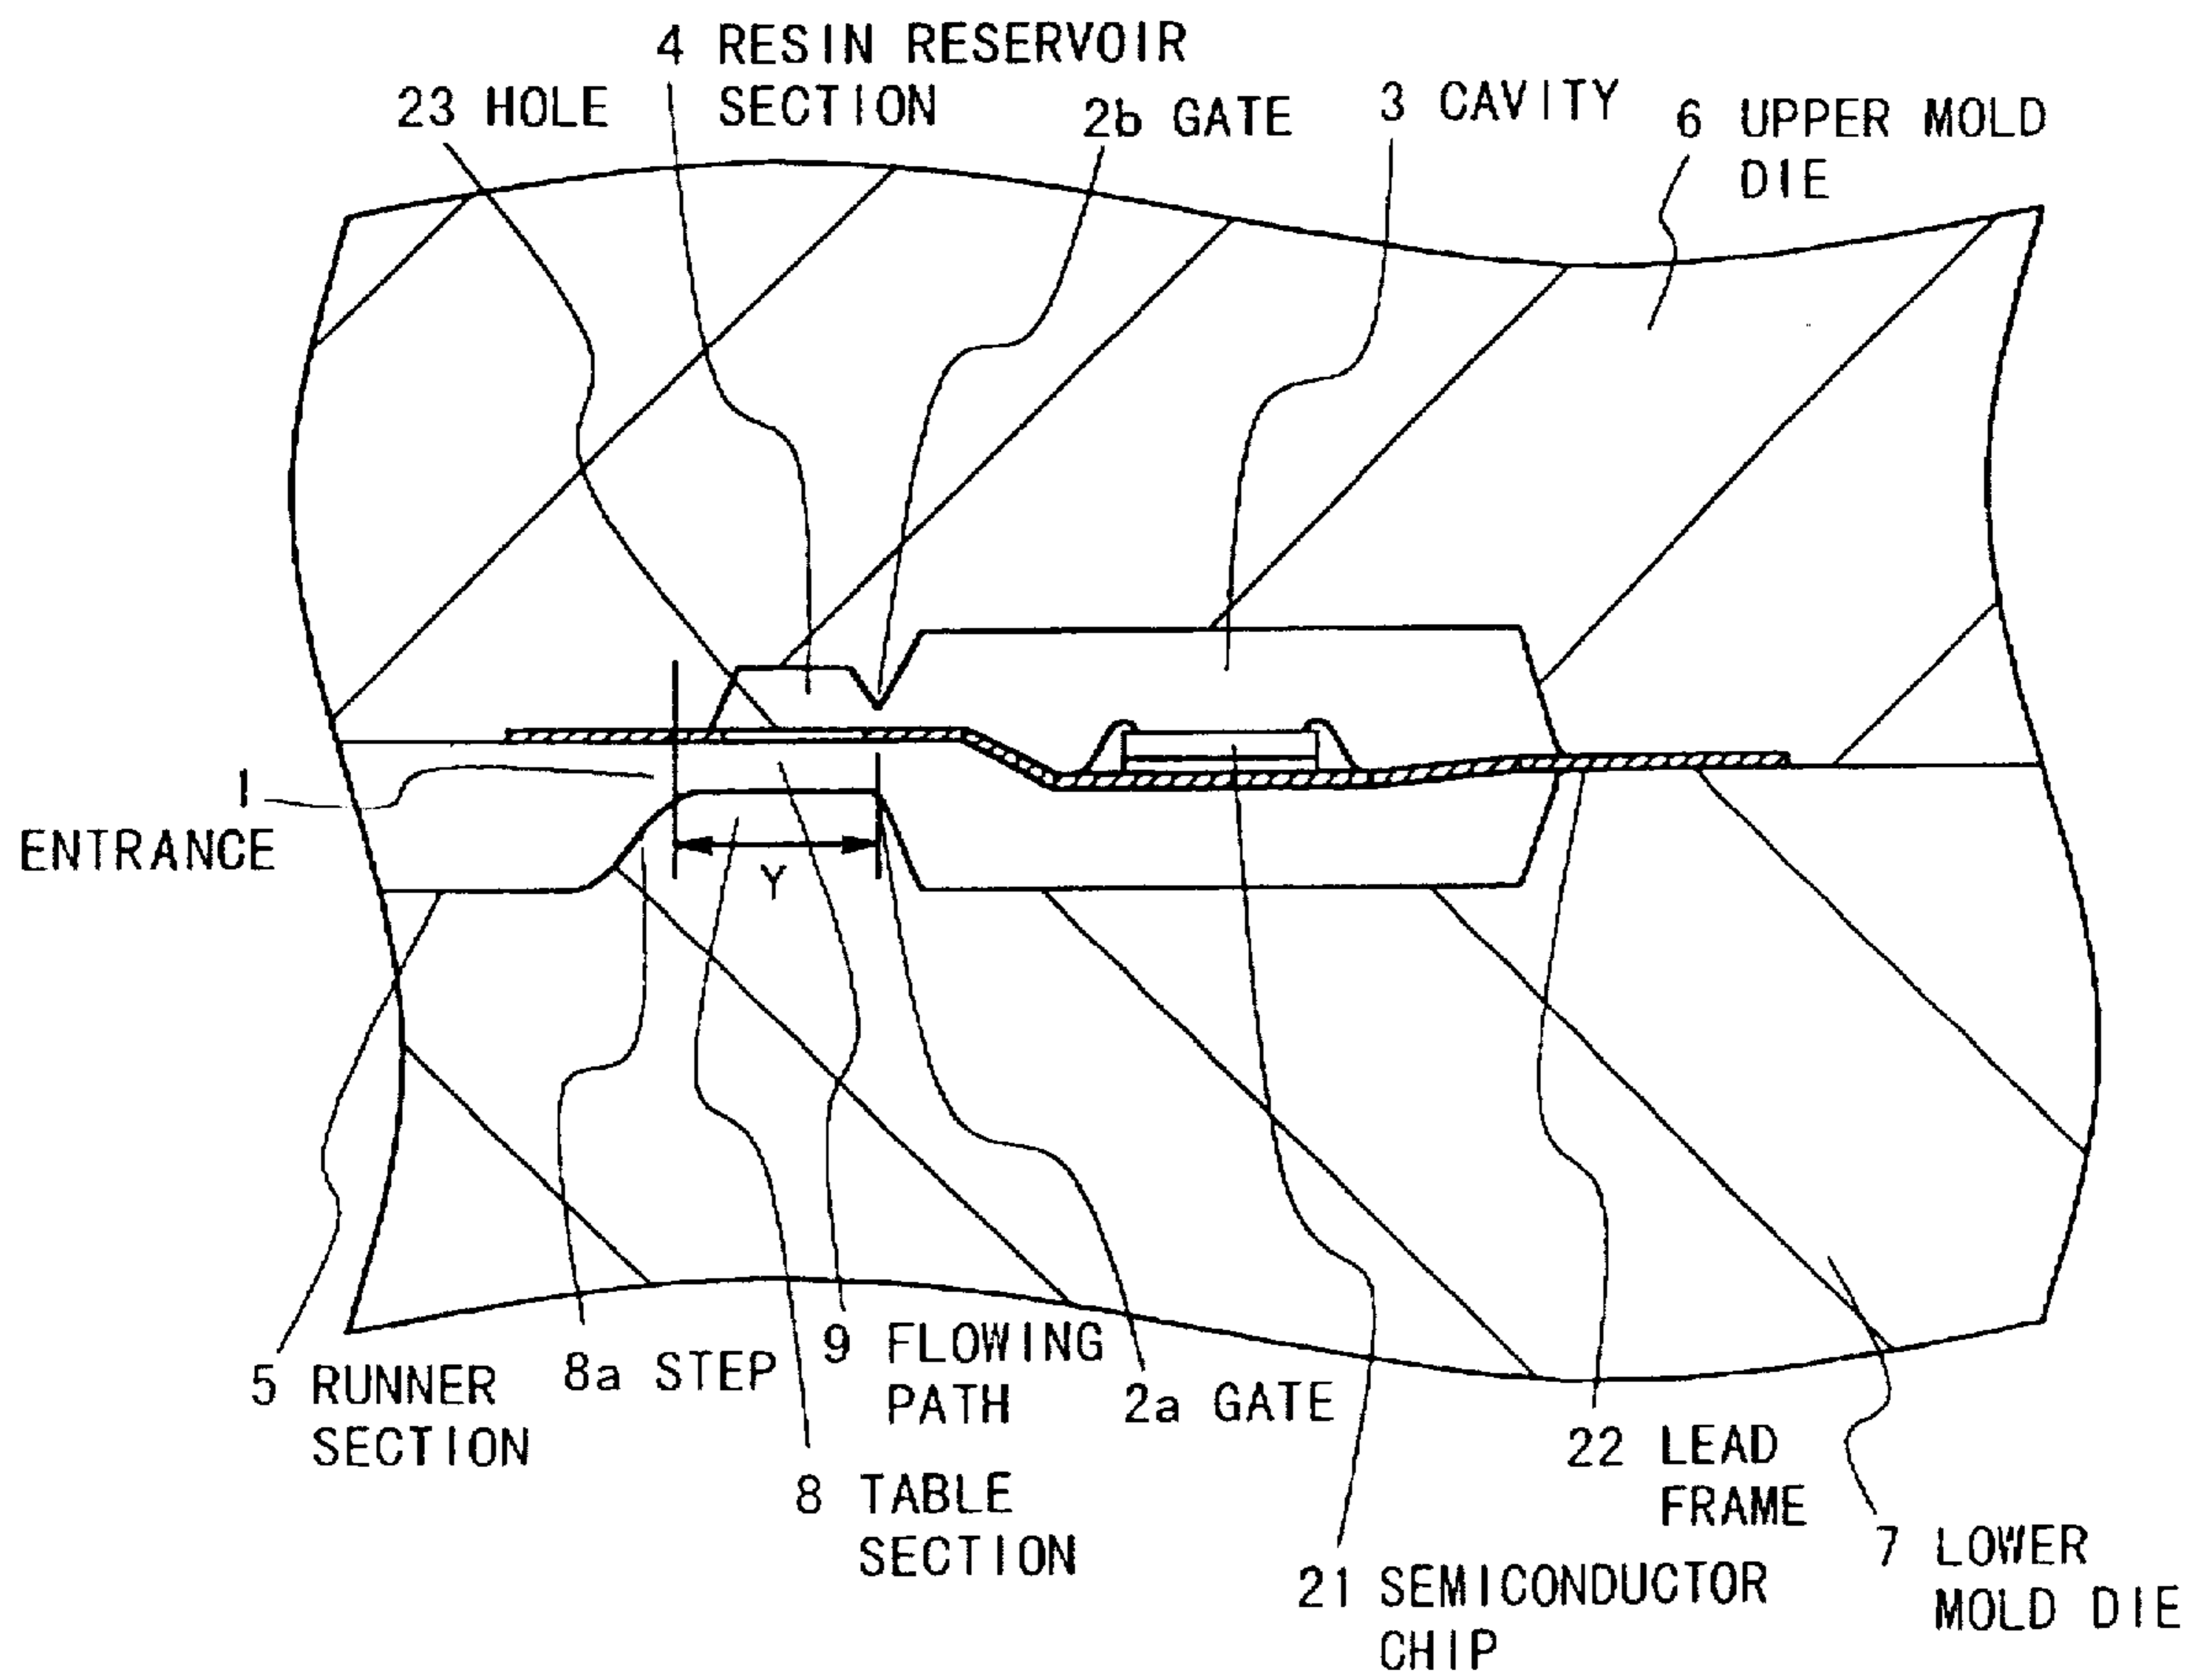 4 RESIN RESERVOIR
SECTION
23 HOLE
2b GATE
3 CAVITY
6 UPPER MOLD
DIE
1
ENTRANCE
Y
5 RUNNER
SECTION
8a STEP
9 FLOWING
PATH
2a GATE
8 TABLE
SECTION
22 LEAD
FRAME
21 SEMICONDUCTOR
CHIP
7 LOWER
MOLD DIE